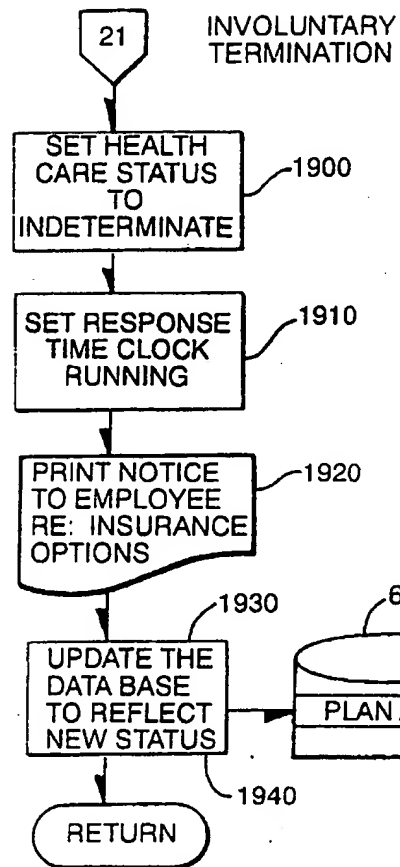 21
INVOLUNTARY
TERMINATION
SET HEALTH
CARE STATUS
TO
INDETERMINATE
1900
SET RESPONSE
TIME CLOCK
RUNNING
1910
PRINT NOTICE
TO EMPLOYEE
RE: INSURANCE
OPTIONS
1920
1930
UPDATE THE
DATA BASE
TO REFLECT
NEW STATUS
6
PLAN
1940
RETURN